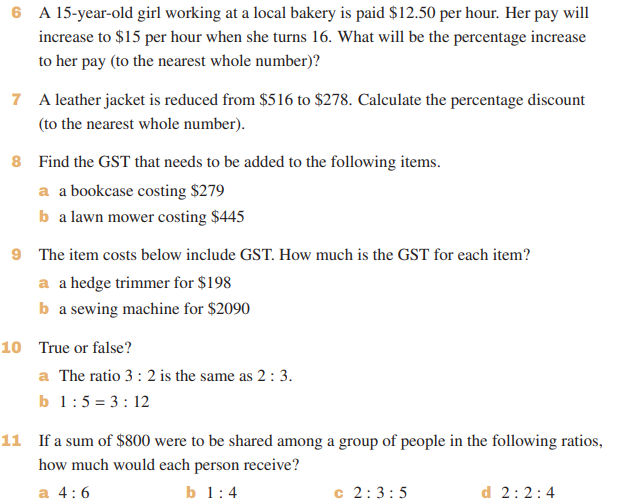 6 A 15-year-old girl working at a local bakery is paid $12.50 per hour. Her pay will
increase to $15 per hour when she turns 16. What will be the percentage increase
to her pay (to the nearest whole number)?
7 A leather jacket is reduced from $516 to $278. Calculate the percentage discount
(to the nearest whole number).
8 Find the GST that needs to be added to the following items.
a a bookcase costing $279
b a lawn mower costing $445
9 The item costs below include GST. How much is the GST for each item?
a a hedge trimmer for $198
b a sewing machine for $2090
10 True or false?
a The ratio 3 : 2 is the same as 2 : 3.
b 1 : 5 = 3 : 12
11 If a sum of $800 were to be shared among a group of people in the following ratios,
how much would each person receive?
a 4 : 6 b 1 : 4 c 2 : 3 : 5 d 2 : 2 : 4